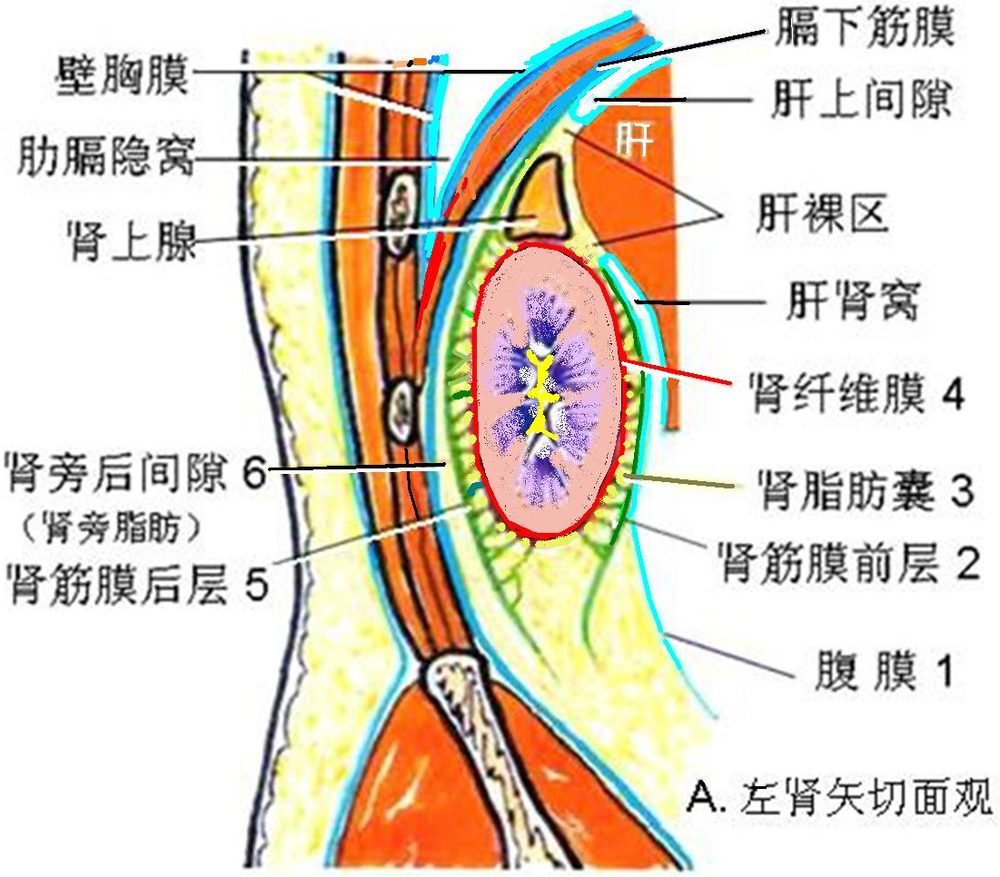 膈下筋膜
壁胸膜
肝上间隙
肝
肋膈隐窝
肝裸区
肾上腺
肝肾窝
肾纤维膜 4
肾旁后间隙 6
（肾旁脂肪）
肾脂肪囊 3
肾筋膜前层 2
肾筋膜后层 5
腹 膜 1
A. 左肾矢切面观